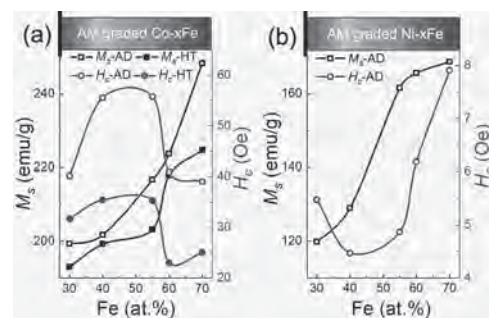 (a)
AM graded Co-xFe
Ms-AD Ms-HT
Hc-AD Hc-HT
Ms (emu/g)
240
220
200
60
50
40
30
20
Hc (Oe)
30 40 50 60 70
Fe (at.%)
(b)
AM graded Ni-xFe
Ms-AD
Hc-AD
Ms (emu/g)
160
140
120
8
7
6
5
4
30 40 50 60 70
Fe (at.%)